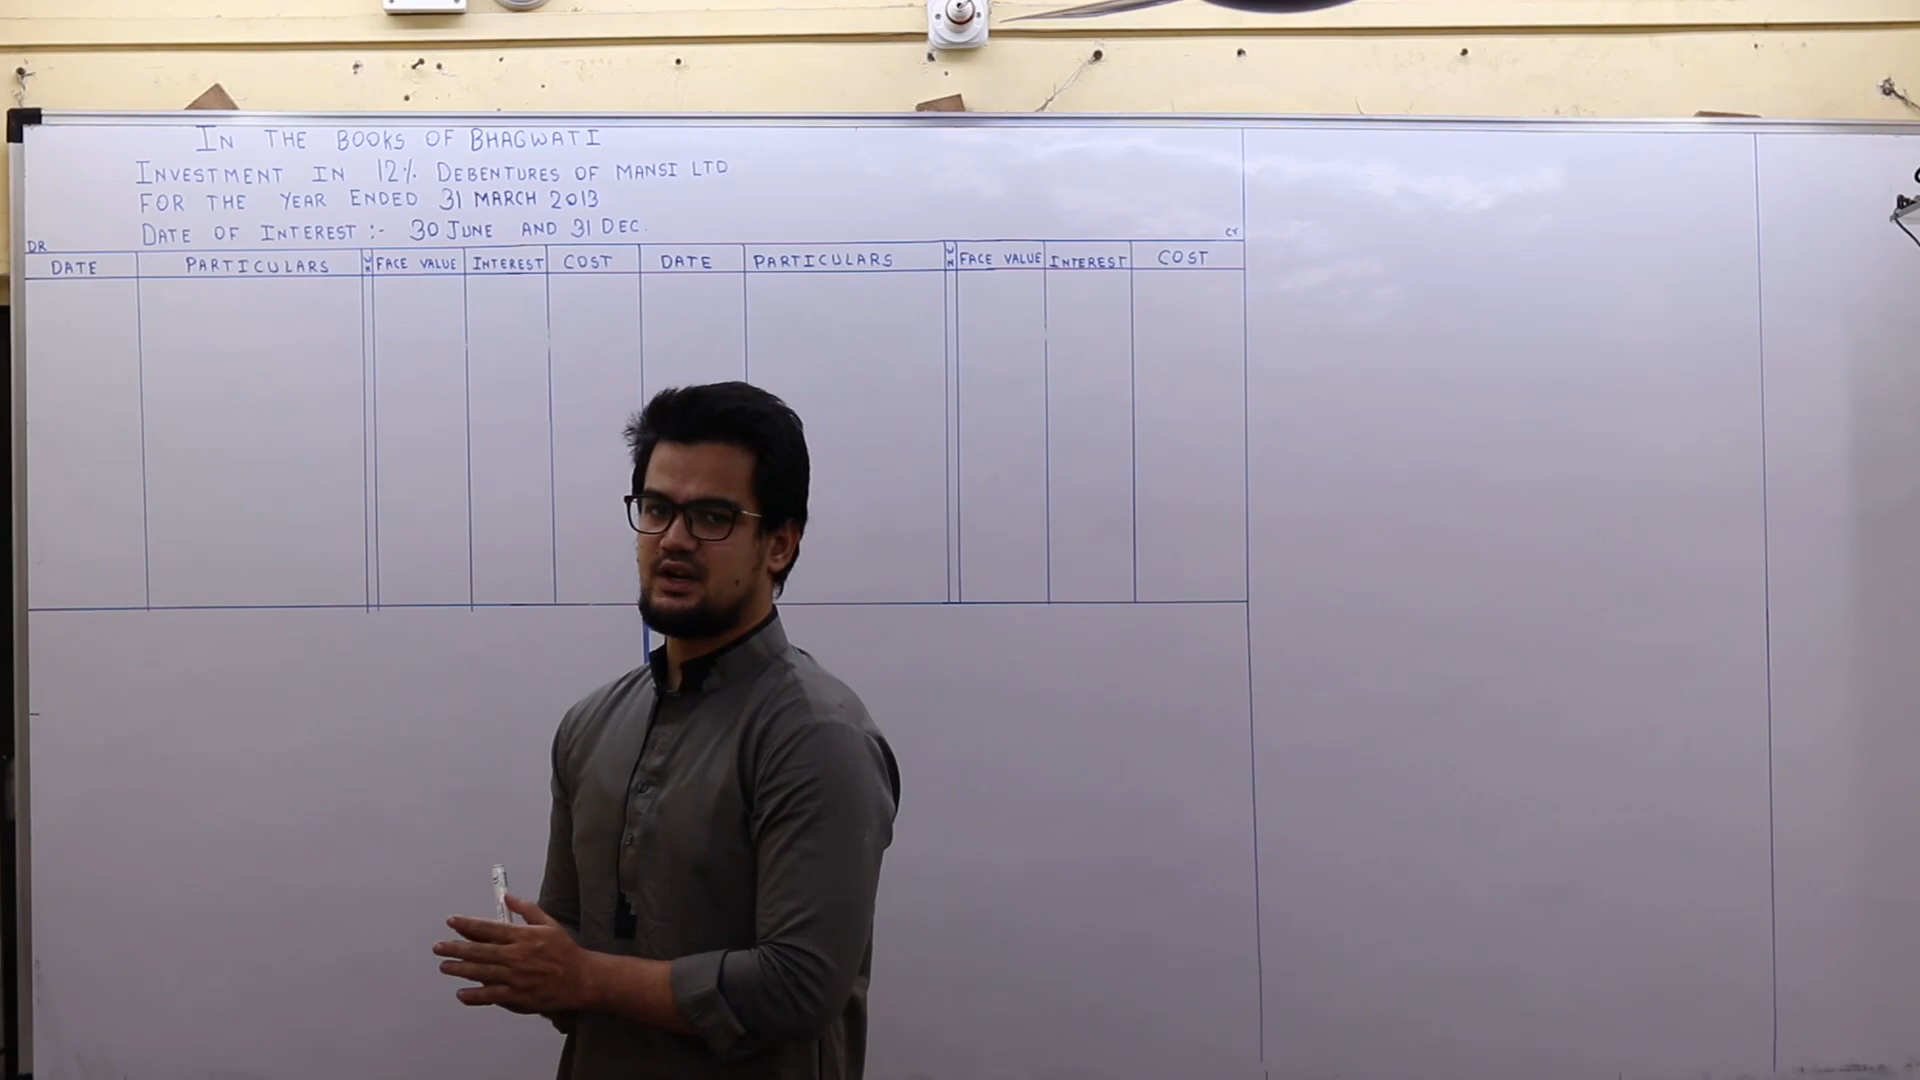 IN THE BOOKS OF BHAGWATI
INVESTMENT IN 12% DEBENTURES OF MANSI LTD
FOR THE YEAR ENDED 31 MARCH 2013
DATE OF INTEREST :- 30 JUNE AND 31 DEC.
DR CR
DATE PARTICULARS FACE VALUE INTEREST COST DATE PARTICULARS FACE VALUE INTEREST COST